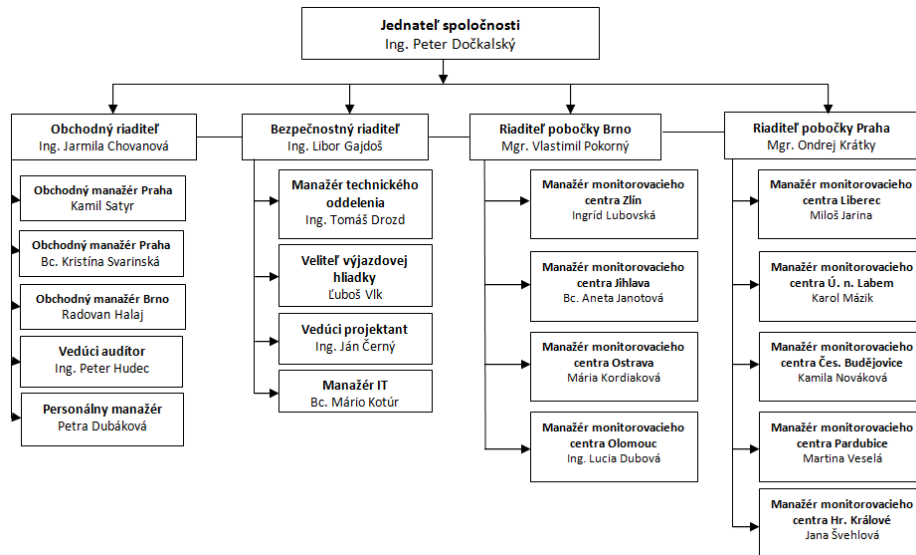 Jednateľ spoločnosti
Ing. Peter Dočkalský
Obchodný riaditeľ
Ing. Jarmila Chovanová
Bezpečnostný riaditeľ
Ing. Libor Gajdoš
Riaditeľ pobočky Brno
Mgr. Vlastimil Pokorný
Riaditeľ pobočky Praha
Mgr. Ondrej Krátky
Obchodný manažér Praha
Kamil Satyr
Obchodný manažér Praha
Bc. Kristína Svarinská
Obchodný manažér Brno
Radovan Halaj
Vedúci audítor
Ing. Peter Hudec
Personálny manažér
Petra Dubáková
Manažér technického
oddelenia
Ing. Tomáš Drozd
Veliteľ výjazdovej
hliadky
Ľuboš Vlk
Vedúci projektant
Ing. Ján Černý
Manažér IT
Bc. Mário Kotúr
Manažér monitorovacieho
centra Zlín
Ingríd Lubovská
Manažér monitorovacieho
centra Jihlava
Bc. Aneta Janotová
Manažér monitorovacieho
centra Ostrava
Mária Kordiaková
Manažér monitorovacieho
centra Olomouc
Ing. Lucia Dubová
Manažér monitorovacieho
centra Liberec
Miloš Jarina
Manažér monitorovacieho
centra Ú. n. Labem
Karol Mázik
Manažér monitorovacieho
centra Čes. Budějovice
Kamila Nováková
Manažér monitorovacieho
centra Pardubice
Martina Veselá
Manažér monitorovacieho
centra Hr. Králové
Jana Švehlová